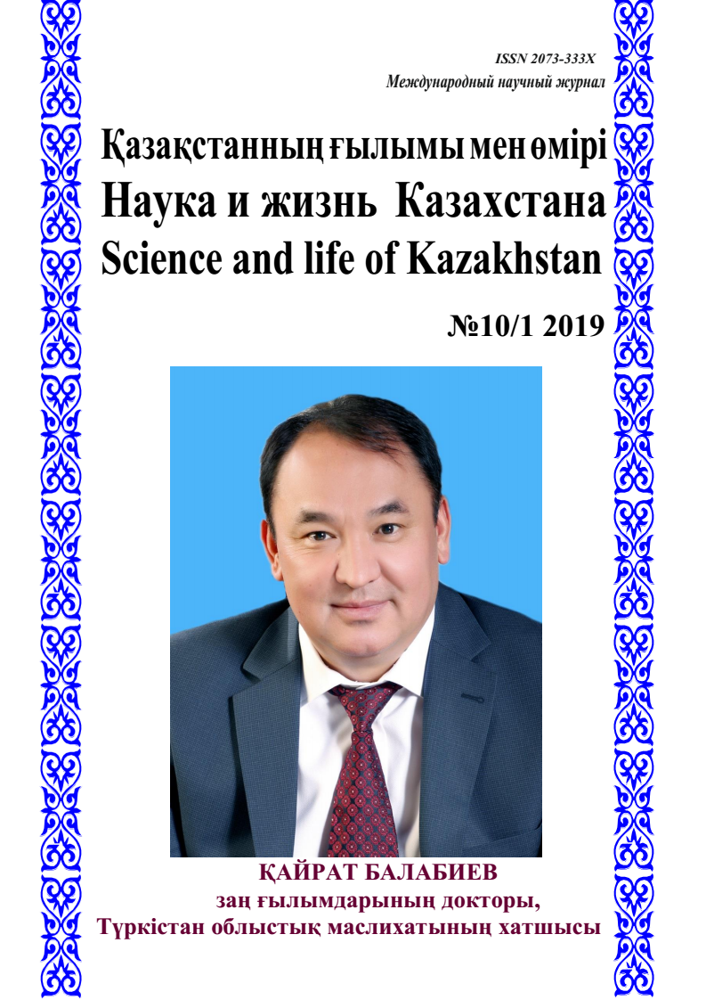 ISSN 2073-333X
Международный научный журнал
Қазақстанның ғылымы мен өмірі
Наука и жизнь Казахстана
Science and life of Kazakhstan
№10/1 2019
ҚАЙРАТ БАЛАБИЕВ
заң ғылымдарының докторы,
Түркістан облыстық маслихатының хатшысы